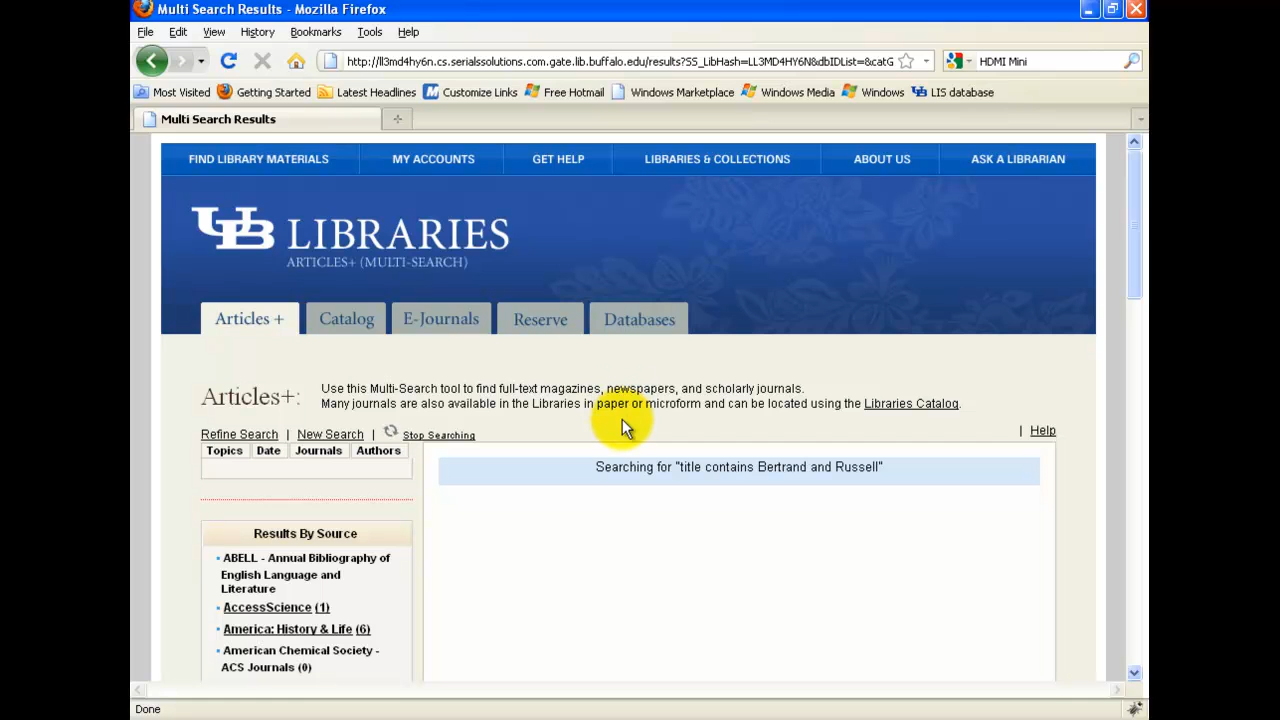 Multi Search Results - Mozilla Firefox
File Edit View History Bookmarks Tools Help
http://ll3md4hy6n.cs.serialssolutions.com.gate.lib.buffalo.edu/results?SS_LibHash=LL3MD4HY6N&dbIDList=&catG
HDMI Mini
Most Visited Getting Started Latest Headlines Customize Links Free Hotmail Windows Marketplace Windows Media Windows LIS database
Multi Search Results
FIND LIBRARY MATERIALS MY ACCOUNTS GET HELP LIBRARIES & COLLECTIONS ABOUT US ASK A LIBRARIAN
UB LIBRARIES
ARTICLES+ (MULTI-SEARCH)
Articles + Catalog E-Journals Reserve Databases
Articles+:
Use this Multi-Search tool to find full-text magazines, newspapers, and scholarly journals.
Many journals are also available in the Libraries in paper or microform and can be located using the Libraries Catalog.
Refine Search | New Search | Stop Searching | Help
Topics Date Journals Authors
Searching for "title contains Bertrand and Russell"
Results By Source
ABELL - Annual Bibliography of
English Language and
Literature
AccessScience (1)
America: History & Life (6)
American Chemical Society -
ACS Journals (0)
Done